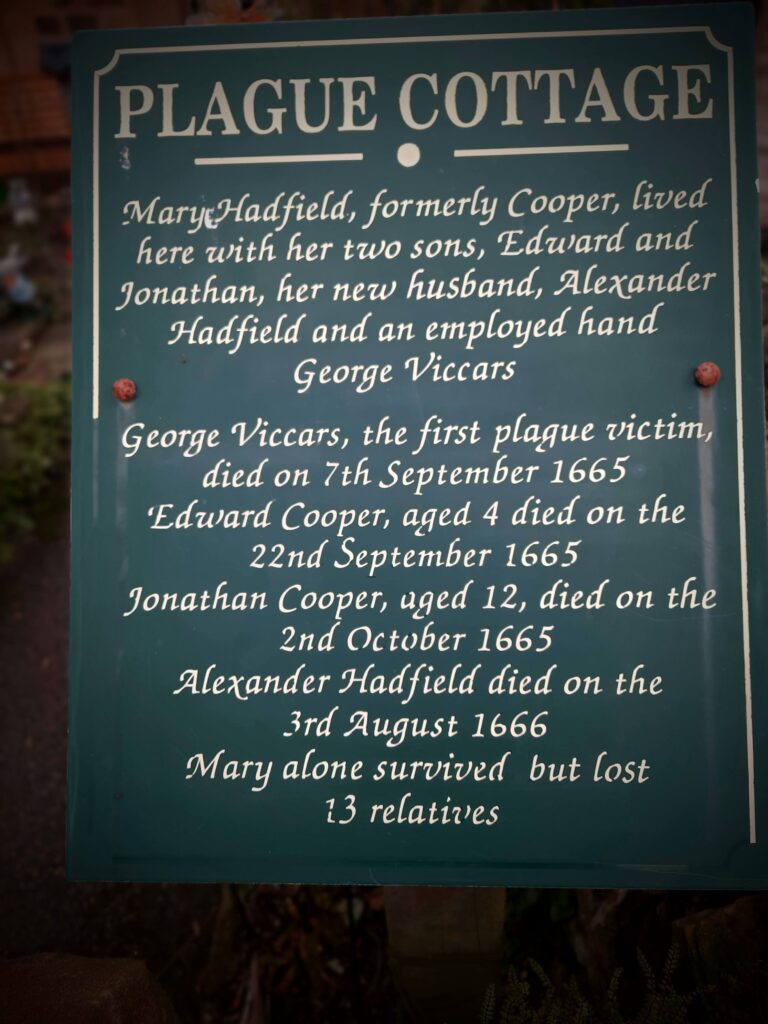 PLAGUE COTTAGE
Mary Hadfield, formerly Cooper, lived
here with her two sons, Edward and
Jonathan, her new husband, Alexander
Hadfield and an employed hand
George Viccars
George Viccars, the first plague victim,
died on 7th September 1665
Edward Cooper, aged 4 died on the
22nd September 1665
Jonathan Cooper, aged 12, died on the
2nd October 1665
Alexander Hadfield died on the
3rd August 1666
Mary alone survived but lost
13 relatives